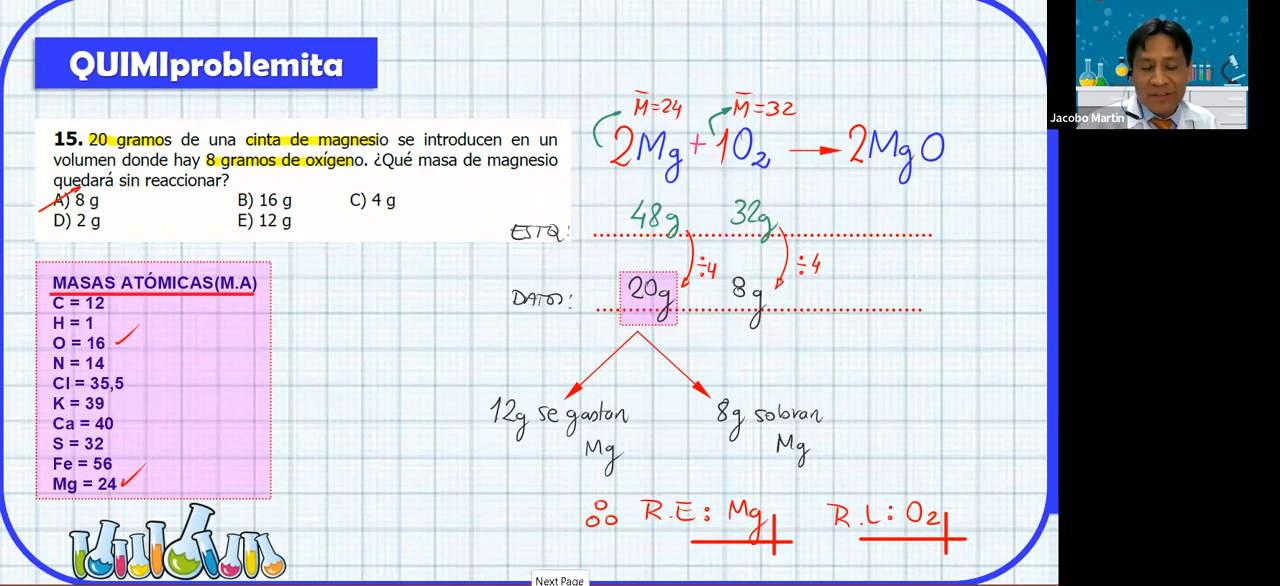 QUIMIproblemita
15. 20 gramos de una cinta de magnesio se introducen en un
volumen donde hay 8 gramos de oxígeno. ¿Qué masa de magnesio
quedará sin reaccionar?
A) 8 g B) 16 g C) 4 g
D) 2 g E) 12 g
MASAS ATÓMICAS(M.A)
C = 12
H = 1
O = 16
N = 14
Cl = 35,5
K = 39
Ca = 40
S = 32
Fe = 56
Mg = 24
M̄=24 M̄=32
2Mg + 1O₂ → 2MgO
ESTQ: 48g 32g
÷4 ÷4
DATOS: 20g 8g
12g se gastan 8g sobran
Mg Mg
∴ R.E: Mg R.L: O₂
Jacobo Martin
Next Page